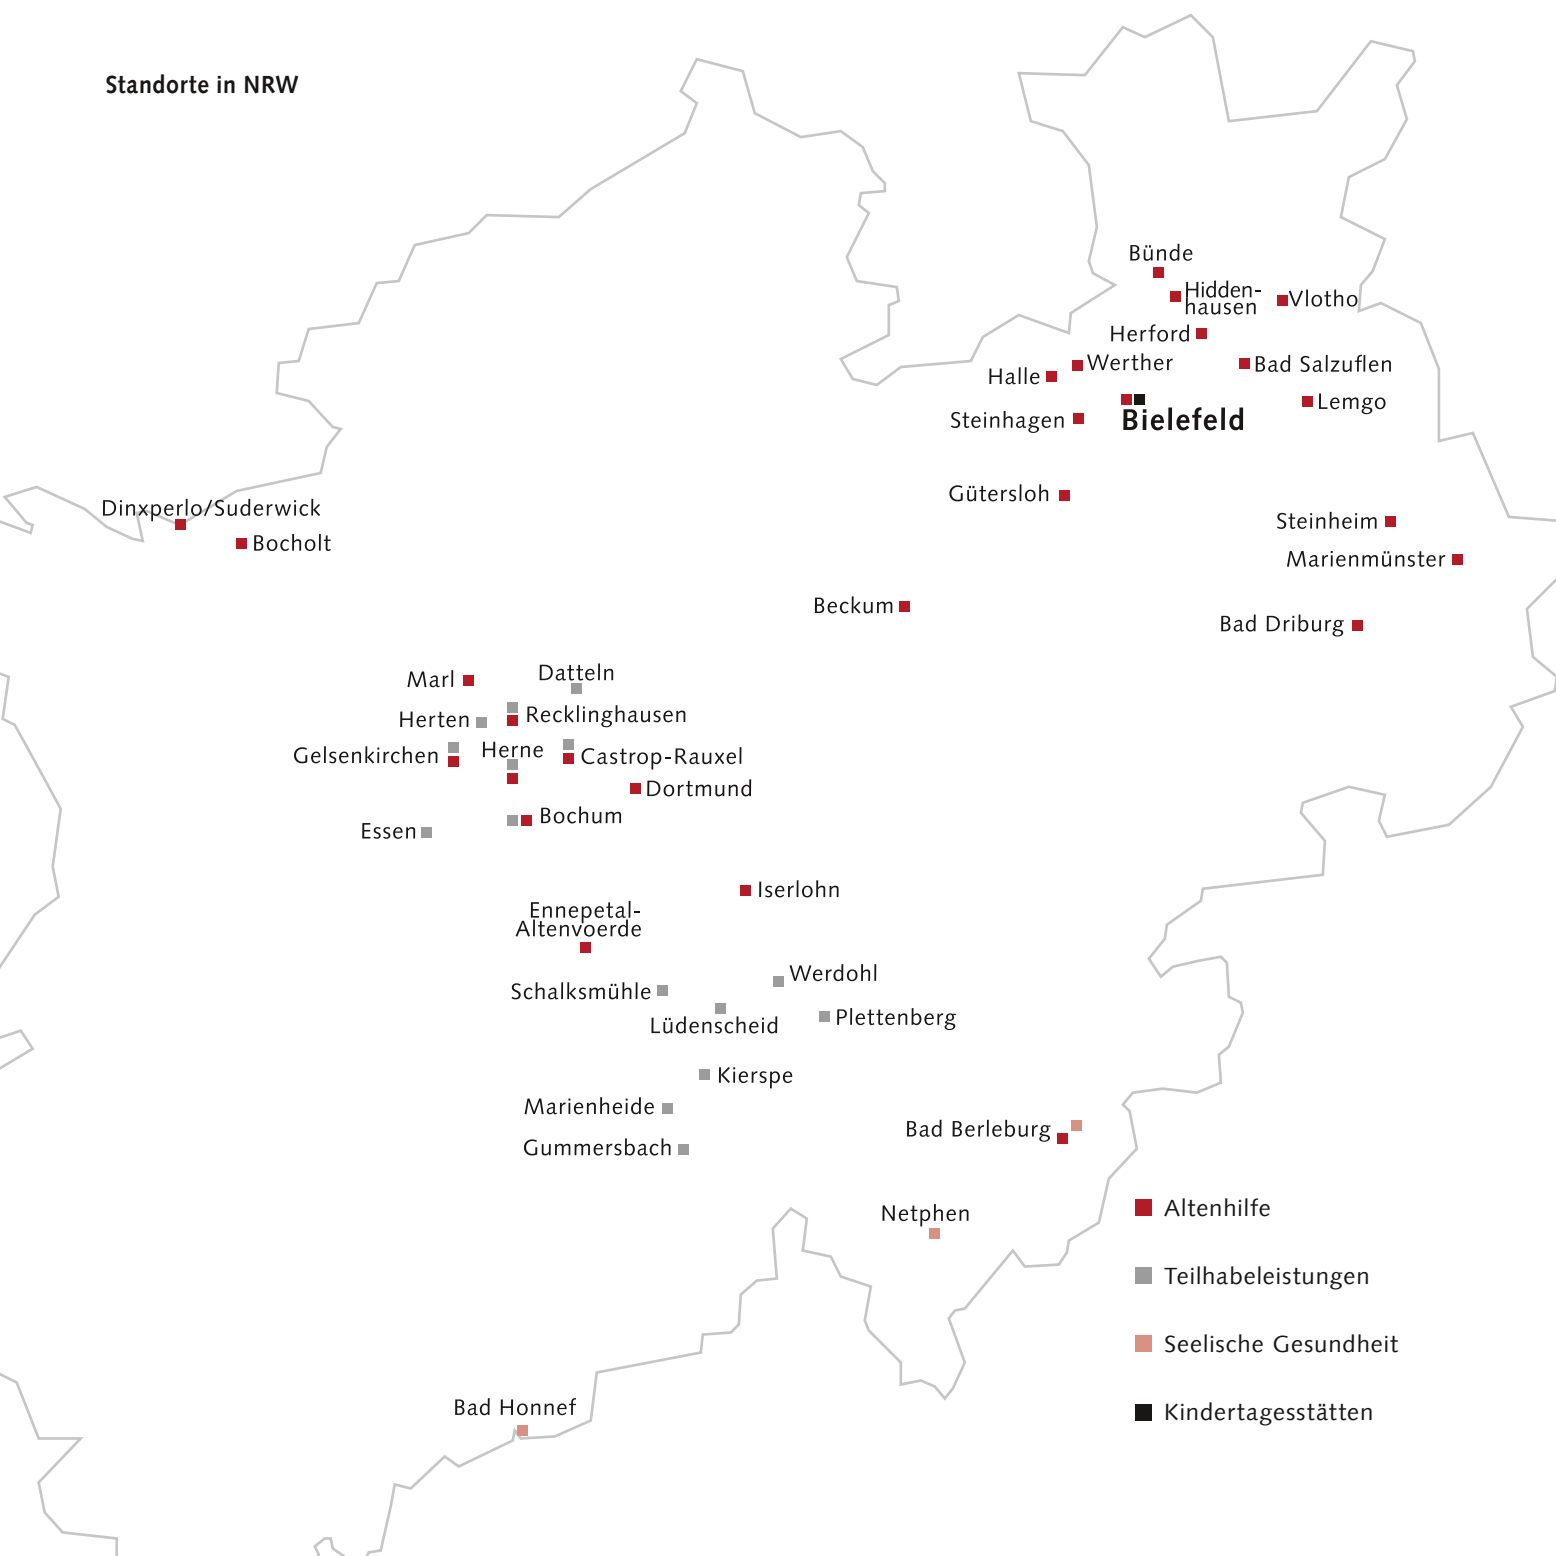 Standorte in NRW
Bünde
Hidden-
hausen
Vlotho
Herford
Werther
Bad Salzuflen
Halle
Lemgo
Bielefeld
Steinhagen
Gütersloh
Dinxperlo/Suderwick
Steinheim
Bocholt
Marienmünster
Beckum
Bad Driburg
Datteln
Marl
Recklinghausen
Herten
Herne
Gelsenkirchen
Castrop-Rauxel
Dortmund
Bochum
Essen
Iserlohn
Ennepetal-
Altenvoerde
Werdohl
Schalksmühle
Plettenberg
Lüdenscheid
Kierspe
Marienheide
Bad Berleburg
Gummersbach
Netphen
Altenhilfe
Teilhabeleistungen
Seelische Gesundheit
Bad Honnef
Kindertagesstätten